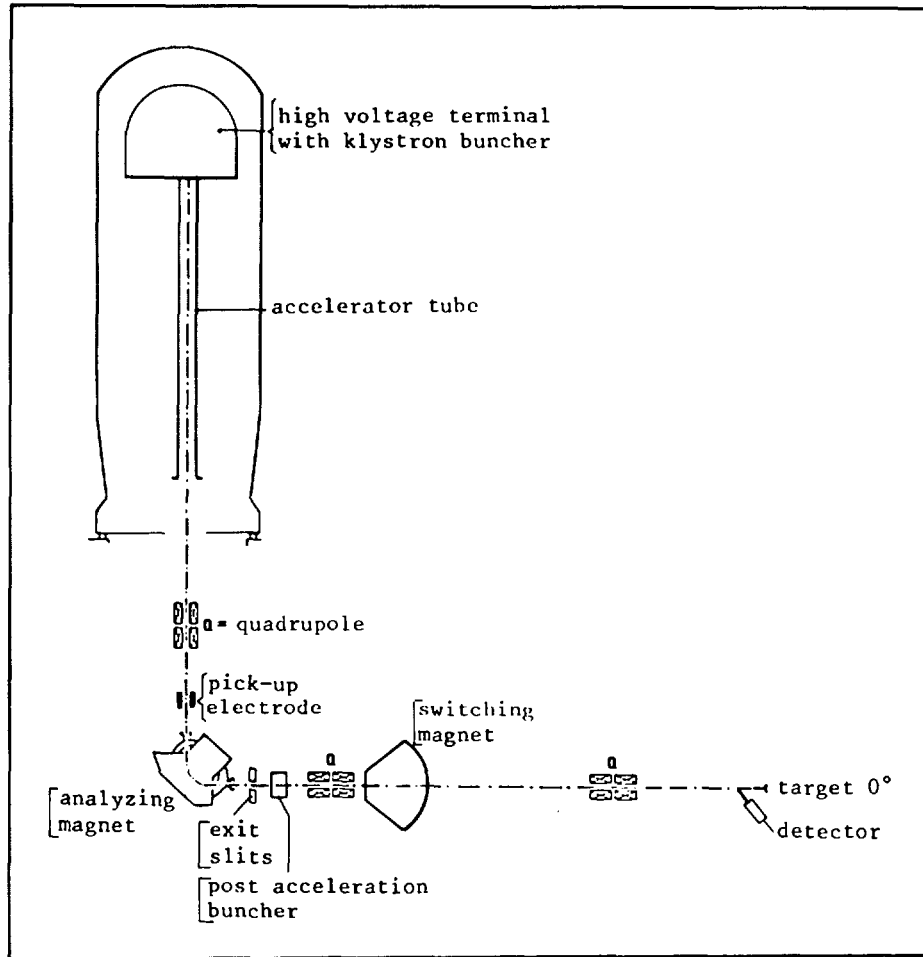 high voltage terminal
with klystron buncher
accelerator tube
a = quadrupole
pick-up
electrode
switching
magnet
a
a
target 0°
detector
analyzing
magnet
exit
slits
post acceleration
buncher